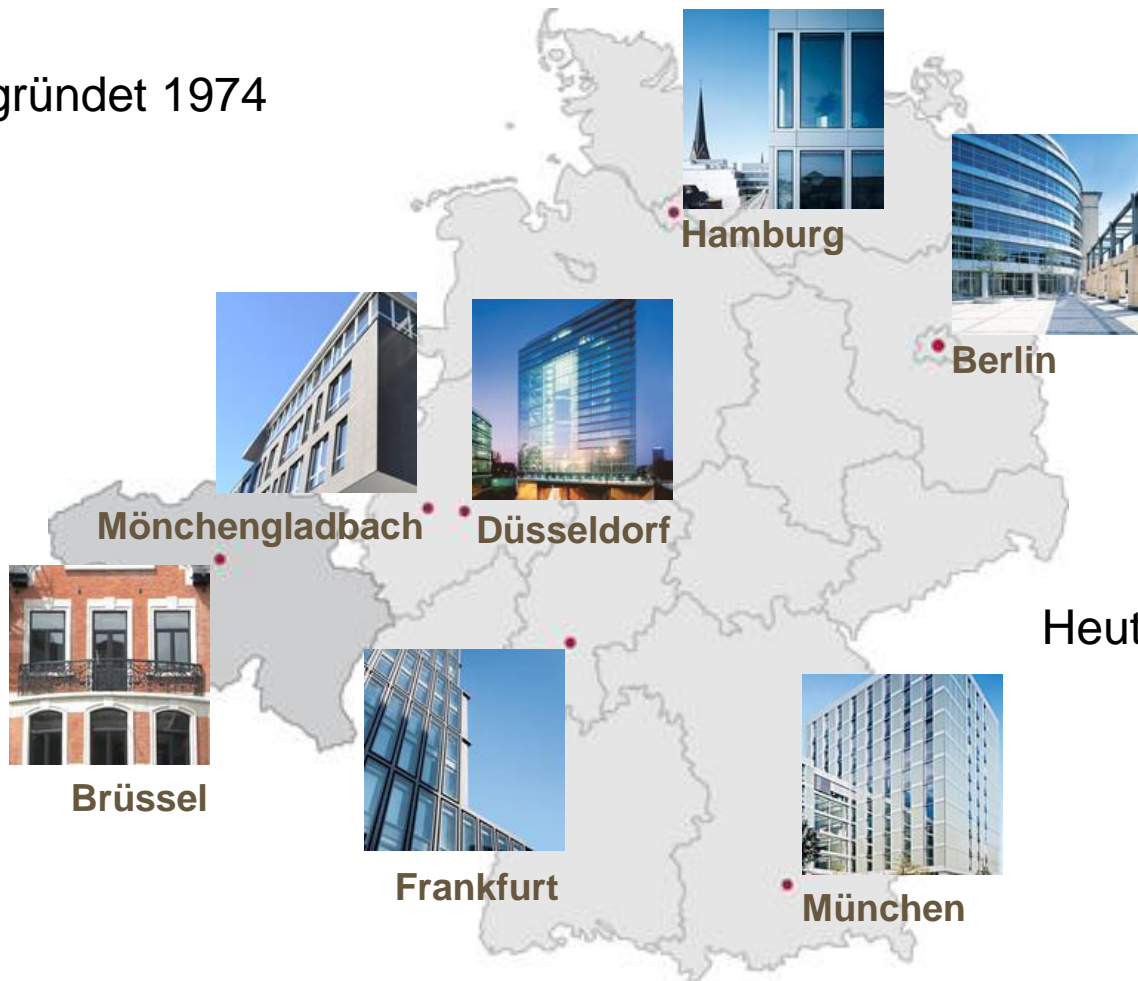 gründet 1974
Hamburg
Berlin
Mönchengladbach
Düsseldorf
Heut
Brüssel
Frankfurt
München